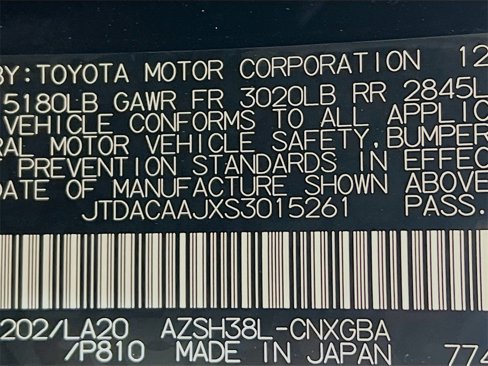 BY: TOYOTA MOTOR CORPORATION 12
5180LB GAWR FR 3020LB RR 2845L
VEHICLE CONFORMS TO ALL APPLIC
RAL MOTOR VEHICLE SAFETY, BUMPER
PREVENTION STANDARDS IN EFFEC
DATE OF MANUFACTURE SHOWN ABOVE
JTDACAAJXS3015261 PASS.
202/LA20 AZSH38L-CNXGBA
/P810 MADE IN JAPAN 774